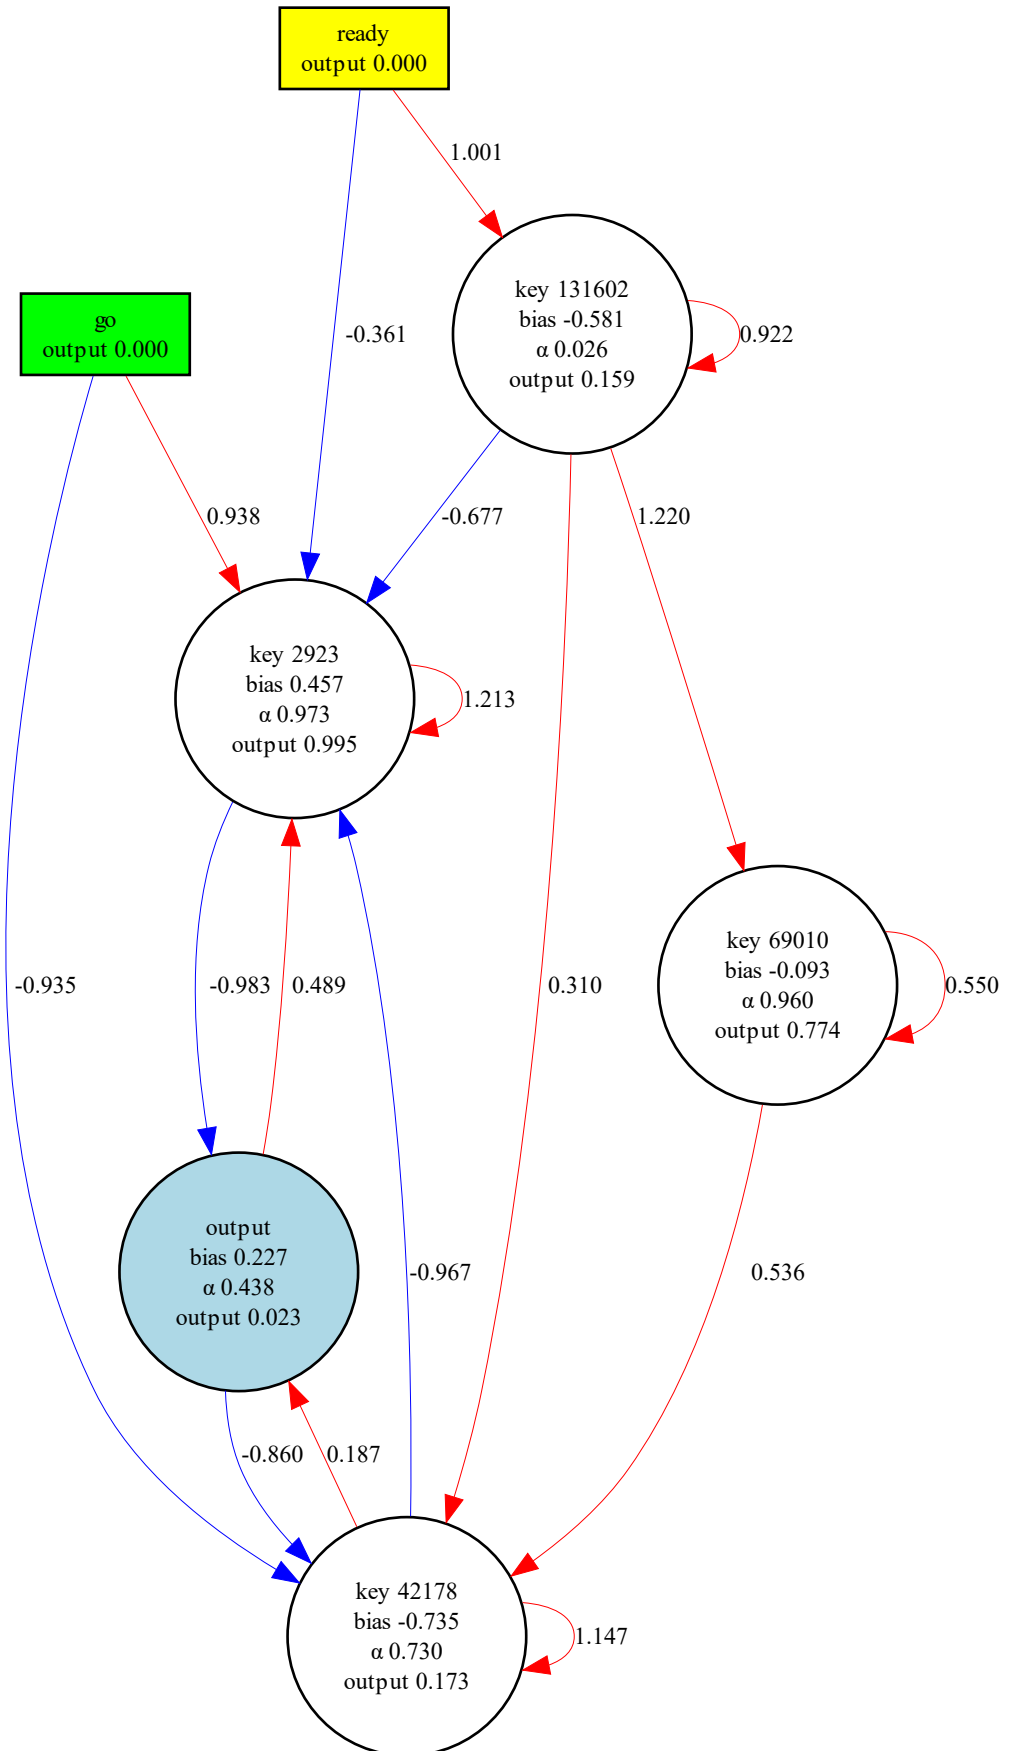 ready
output 0.000
1.001
key 131602
bias -0.581
α 0.026
output 0.159
0.922
go
output 0.000
-0.361
0.938
-0.677
1.220
key 2923
bias 0.457
α 0.973
output 0.995
1.213
key 69010
bias -0.093
α 0.960
output 0.774
0.550
-0.935
-0.983
0.489
0.310
output
bias 0.227
α 0.438
output 0.023
-0.967
0.536
-0.860
0.187
key 42178
bias -0.735
α 0.730
output 0.173
1.147